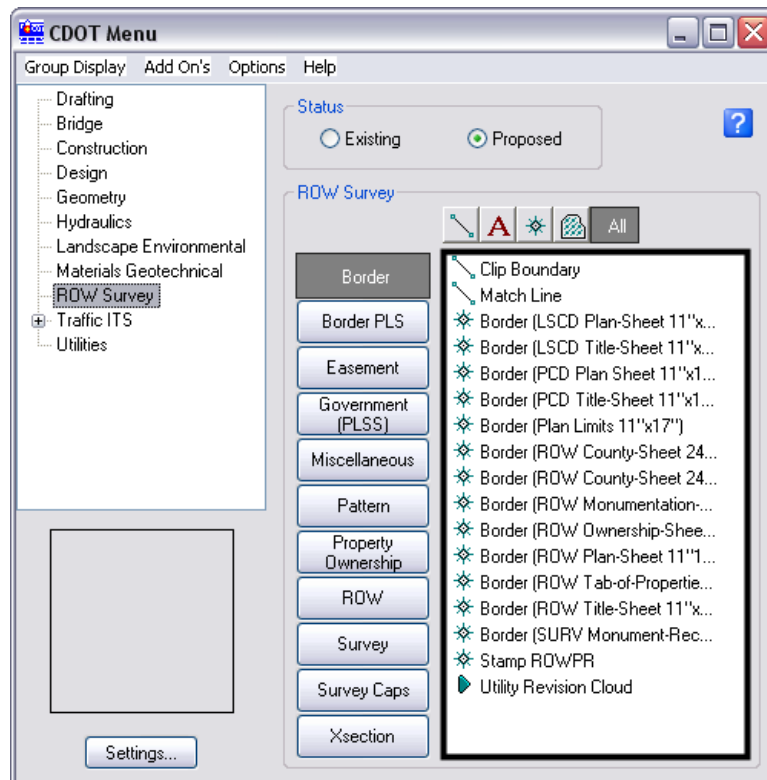 CDOT Menu
Group Display Add On's Options Help
Drafting
Bridge
Construction
Design
Geometry
Hydraulics
Landscape Environmental
Materials Geotechnical
ROW Survey
Traffic ITS
Utilities
Settings...
Status
Existing Proposed
?
ROW Survey
A All
Border
Border PLS
Easement
Government
(PLSS)
Miscellaneous
Pattern
Property
Ownership
ROW
Survey
Survey Caps
Xsection
Clip Boundary
Match Line
Border (LSCD Plan-Sheet 11"x...
Border (LSCD Title-Sheet 11"x...
Border (PCD Plan Sheet 11"x1...
Border (PCD Title-Sheet 11"x1...
Border (Plan Limits 11"x17")
Border (ROW County-Sheet 24...
Border (ROW County-Sheet 24...
Border (ROW Monumentation-...
Border (ROW Ownership-Shee...
Border (ROW Plan-Sheet 11"1...
Border (ROW Tab-of-Propertie...
Border (ROW Title-Sheet 11"x...
Border (SURV Monument-Rec...
Stamp ROWPR
Utility Revision Cloud